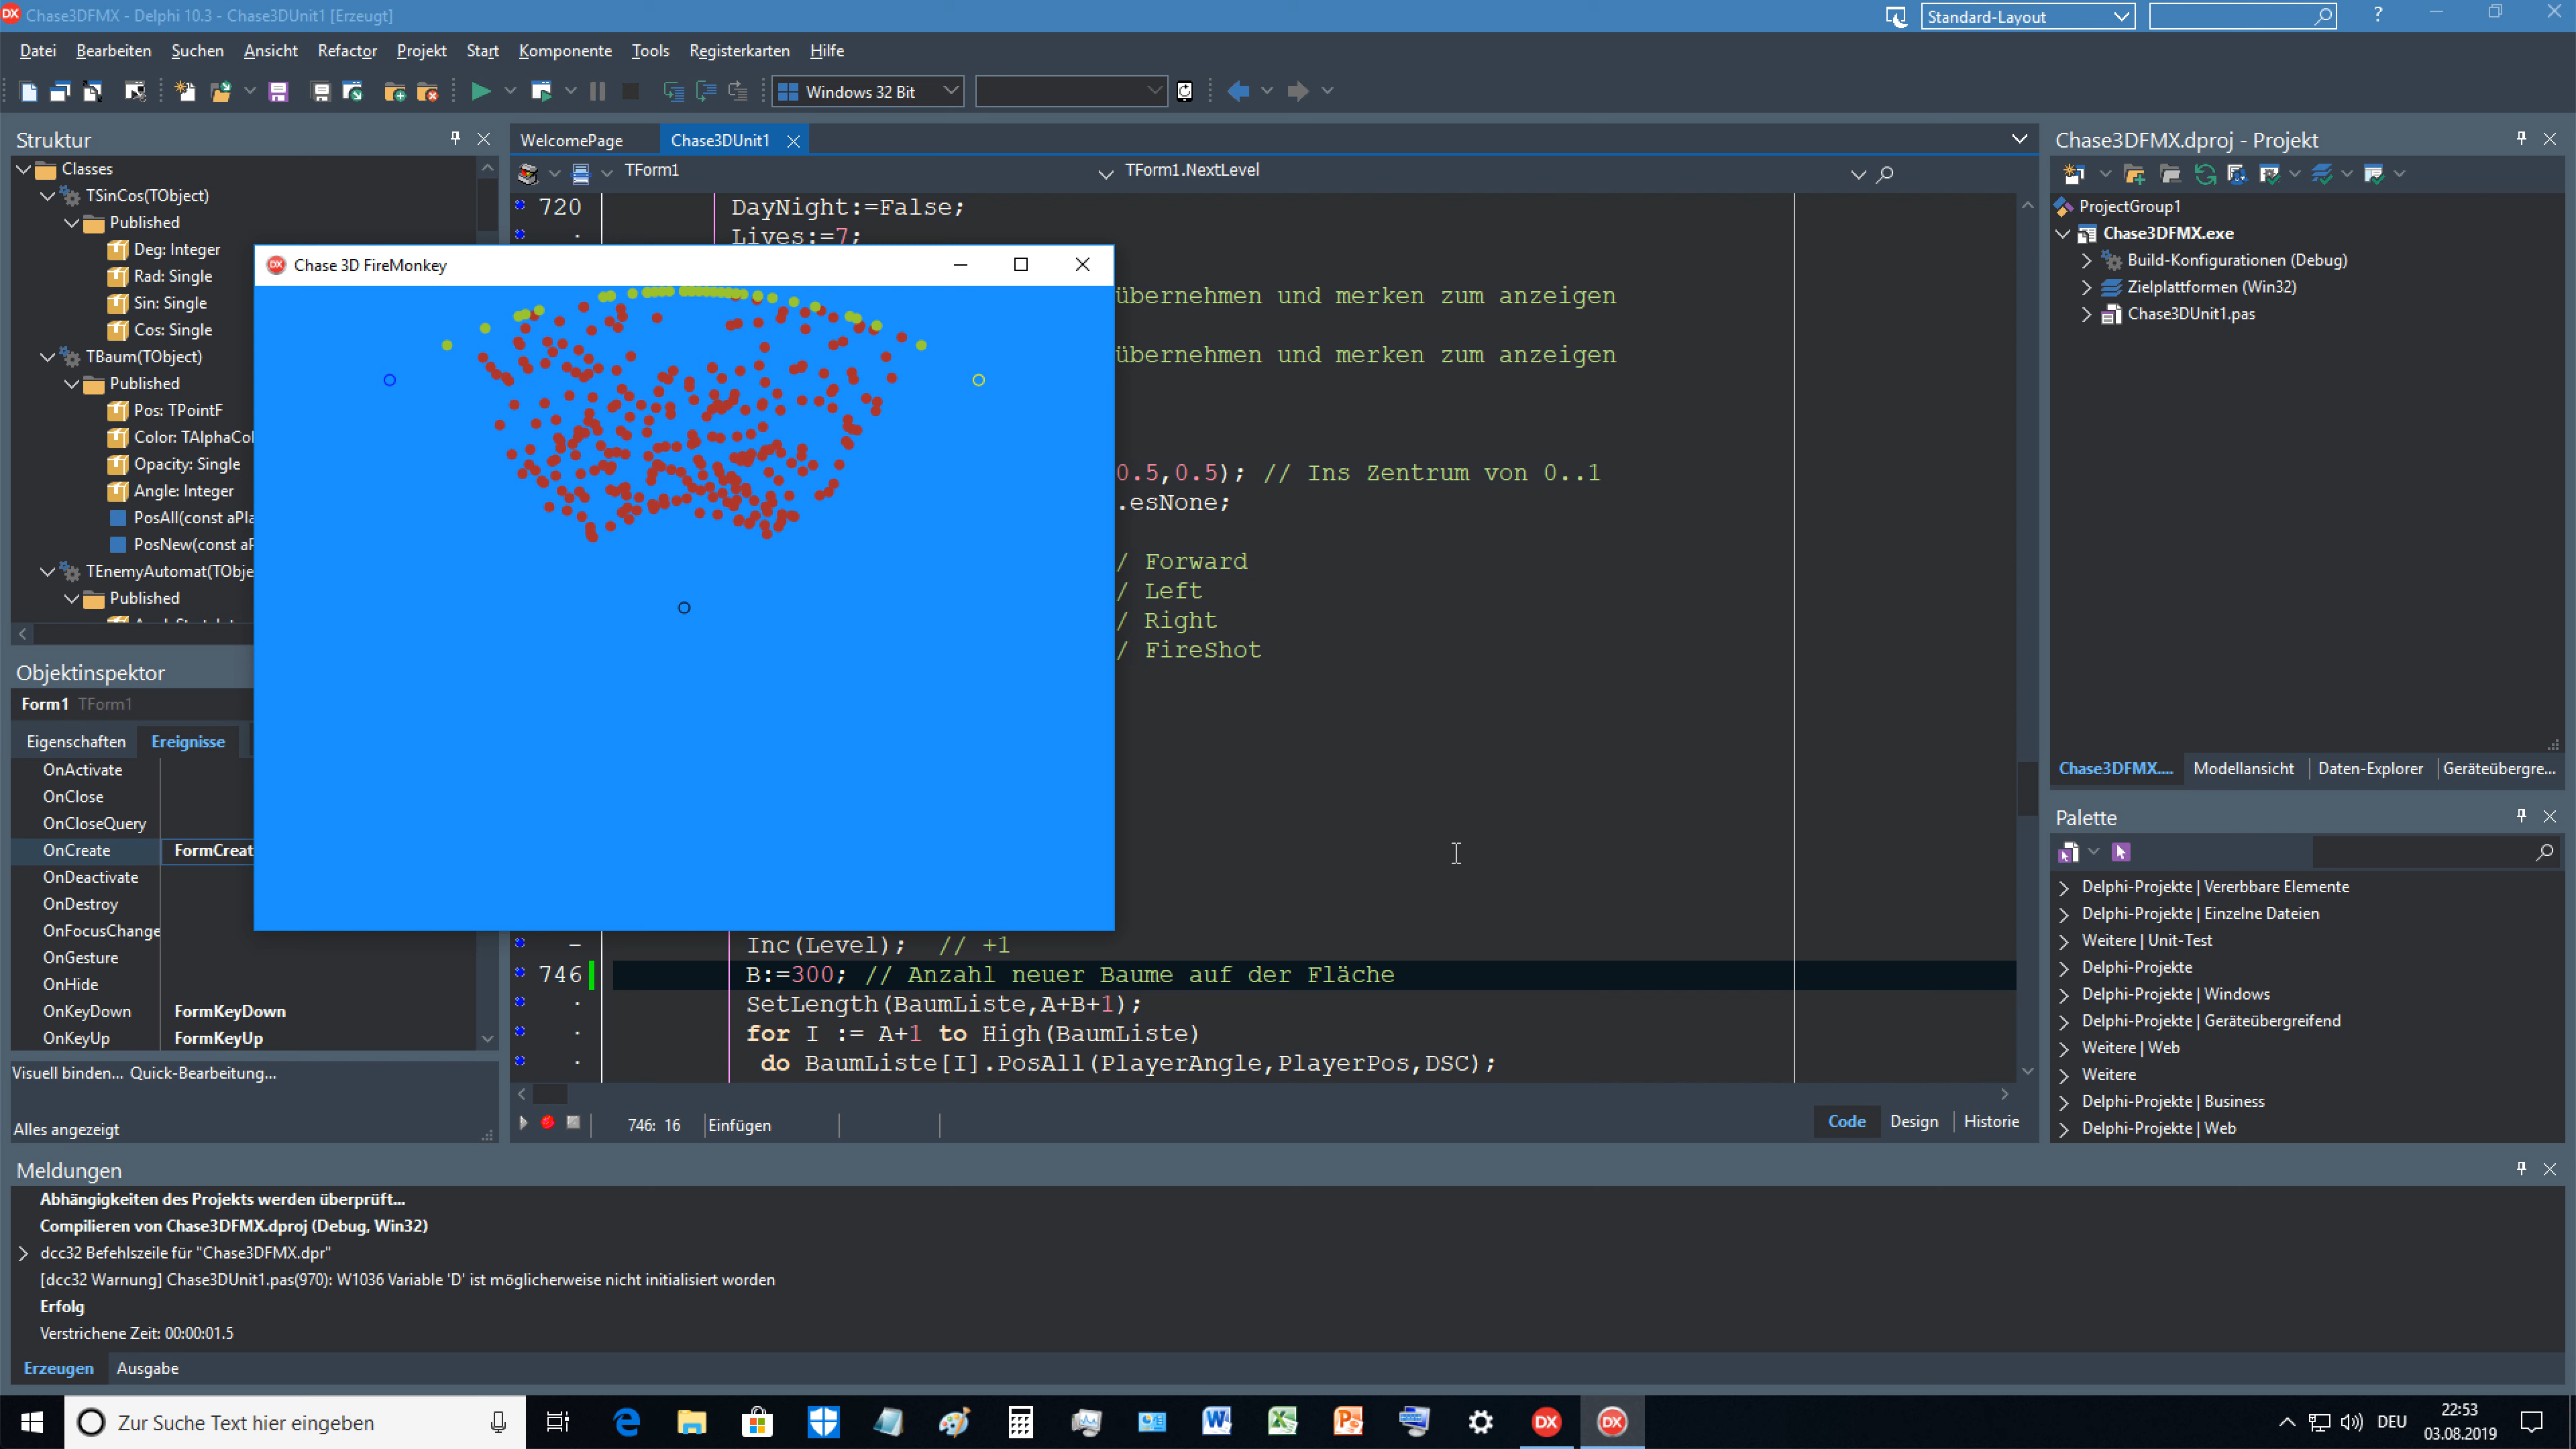 Chase3DFMX - Delphi 10.3 - Chase3DUnit1 [Erzeugt]
Standard-Layout
?
Datei Bearbeiten Suchen Ansicht Refactor Projekt Start Komponente Tools Registerkarten Hilfe
Windows 32 Bit
Struktur
Classes
TSinCos(TObject)
Published
Deg: Integer
Rad: Single
Sin: Single
Cos: Single
TBaum(TObject)
Published
Pos: TPointF
Color: TAlphaCol
Opacity: Single
Angle: Integer
PosAll(const aPla
PosNew(const aP
TEnemyAutomat(TObje
Published
Objektinspektor
Form1 TForm1
Eigenschaften Ereignisse
OnActivate
OnClose
OnCloseQuery
OnCreate FormCreat
OnDeactivate
OnDestroy
OnFocusChange
OnGesture
OnHide
OnKeyDown FormKeyDown
OnKeyUp FormKeyUp
Visuell binden... Quick-Bearbeitung...
Alles angezeigt
WelcomePage Chase3DUnit1
TForm1 TForm1.NextLevel
720 DayNight:=False;
Lives:=7;
Chase 3D FireMonkey
übernehmen und merken zum anzeigen
übernehmen und merken zum anzeigen
0.5,0.5); // Ins Zentrum von 0..1
.esNone;
/ Forward
/ Left
/ Right
/ FireShot
Inc(Level); // +1
746 B:=300; // Anzahl neuer Baume auf der Fläche
SetLength(BaumListe,A+B+1);
for I := A+1 to High(BaumListe)
do BaumListe[I].PosAll(PlayerAngle,PlayerPos,DSC);
746: 16 Einfügen
Code Design Historie
Chase3DFMX.dproj - Projekt
ProjectGroup1
Chase3DFMX.exe
Build-Konfigurationen (Debug)
Zielplattformen (Win32)
Chase3DUnit1.pas
Chase3DFMX.... Modellansicht Daten-Explorer Geräteübergre...
Palette
Delphi-Projekte | Vererbbare Elemente
Delphi-Projekte | Einzelne Dateien
Weitere | Unit-Test
Delphi-Projekte
Delphi-Projekte | Windows
Delphi-Projekte | Geräteübergreifend
Weitere | Web
Weitere
Delphi-Projekte | Business
Delphi-Projekte | Web
Meldungen
Abhängigkeiten des Projekts werden überprüft...
Compilieren von Chase3DFMX.dproj (Debug, Win32)
dcc32 Befehlszeile für "Chase3DFMX.dpr"
[dcc32 Warnung] Chase3DUnit1.pas(970): W1036 Variable 'D' ist möglicherweise nicht initialisiert worden
Erfolg
Verstrichene Zeit: 00:00:01.5
Erzeugen Ausgabe
Zur Suche Text hier eingeben
DEU
22:53
03.08.2019